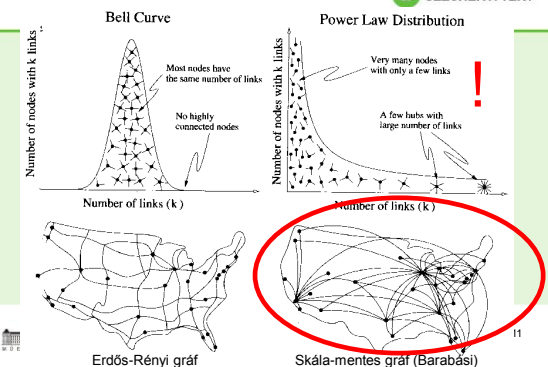 Bell Curve
Power Law Distribution
Number of nodes with k links
Most nodes have
the same number of links
No highly
connected nodes
Number of links (k)
Number of nodes with k links
Very many nodes
with only a few links
!
A few hubs with
large number of links
Number of links (k)
Erdős-Rényi gráf
Skála-mentes gráf (Barabási)